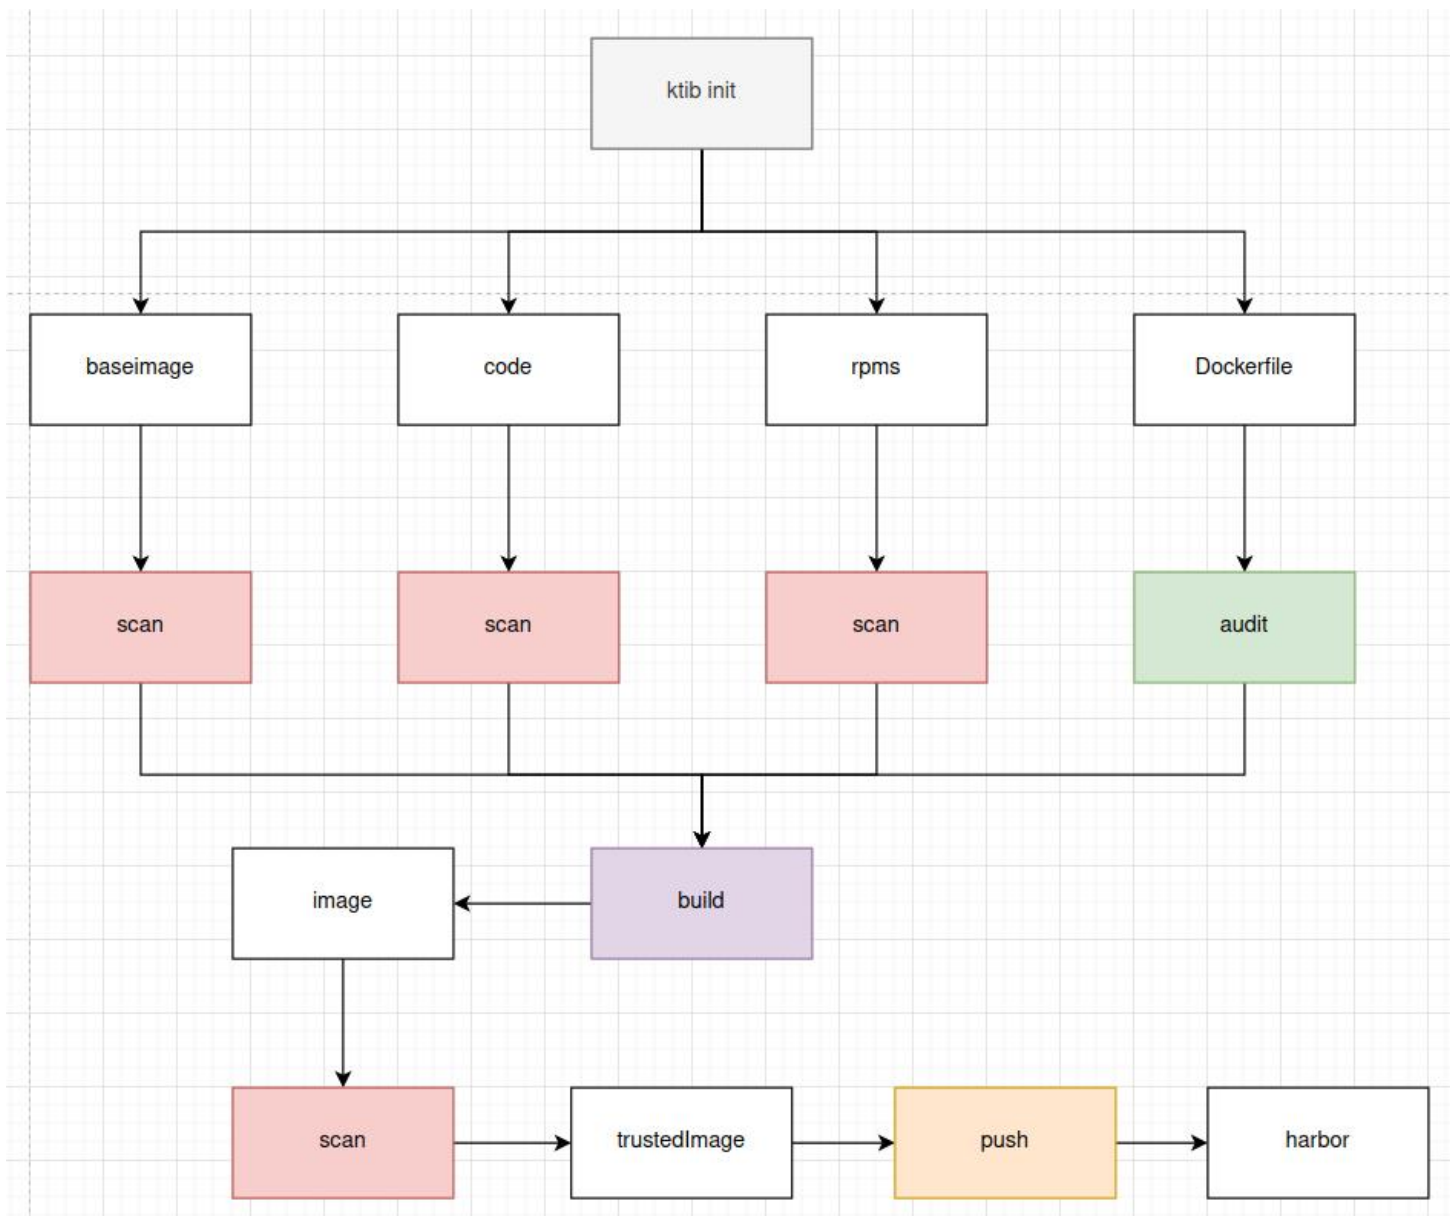 ktib init
baseimage
code
rpms
Dockerfile
scan
scan
scan
audit
image
build
scan
trustedImage
push
harbor